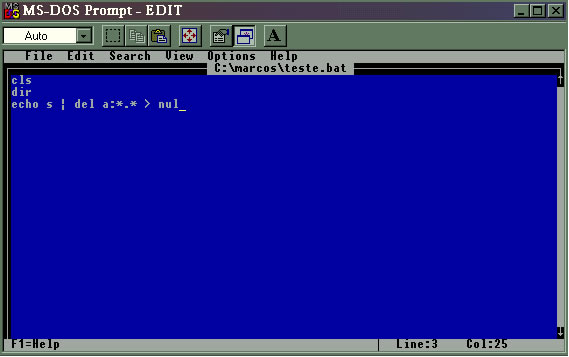 MS-DOS Prompt - EDIT
Auto
A
File Edit Search View Options Help
C:\marcos\teste.bat
cls
dir
echo s ¦ del a:*.* > nul_
F1=Help Line:3 Col:25